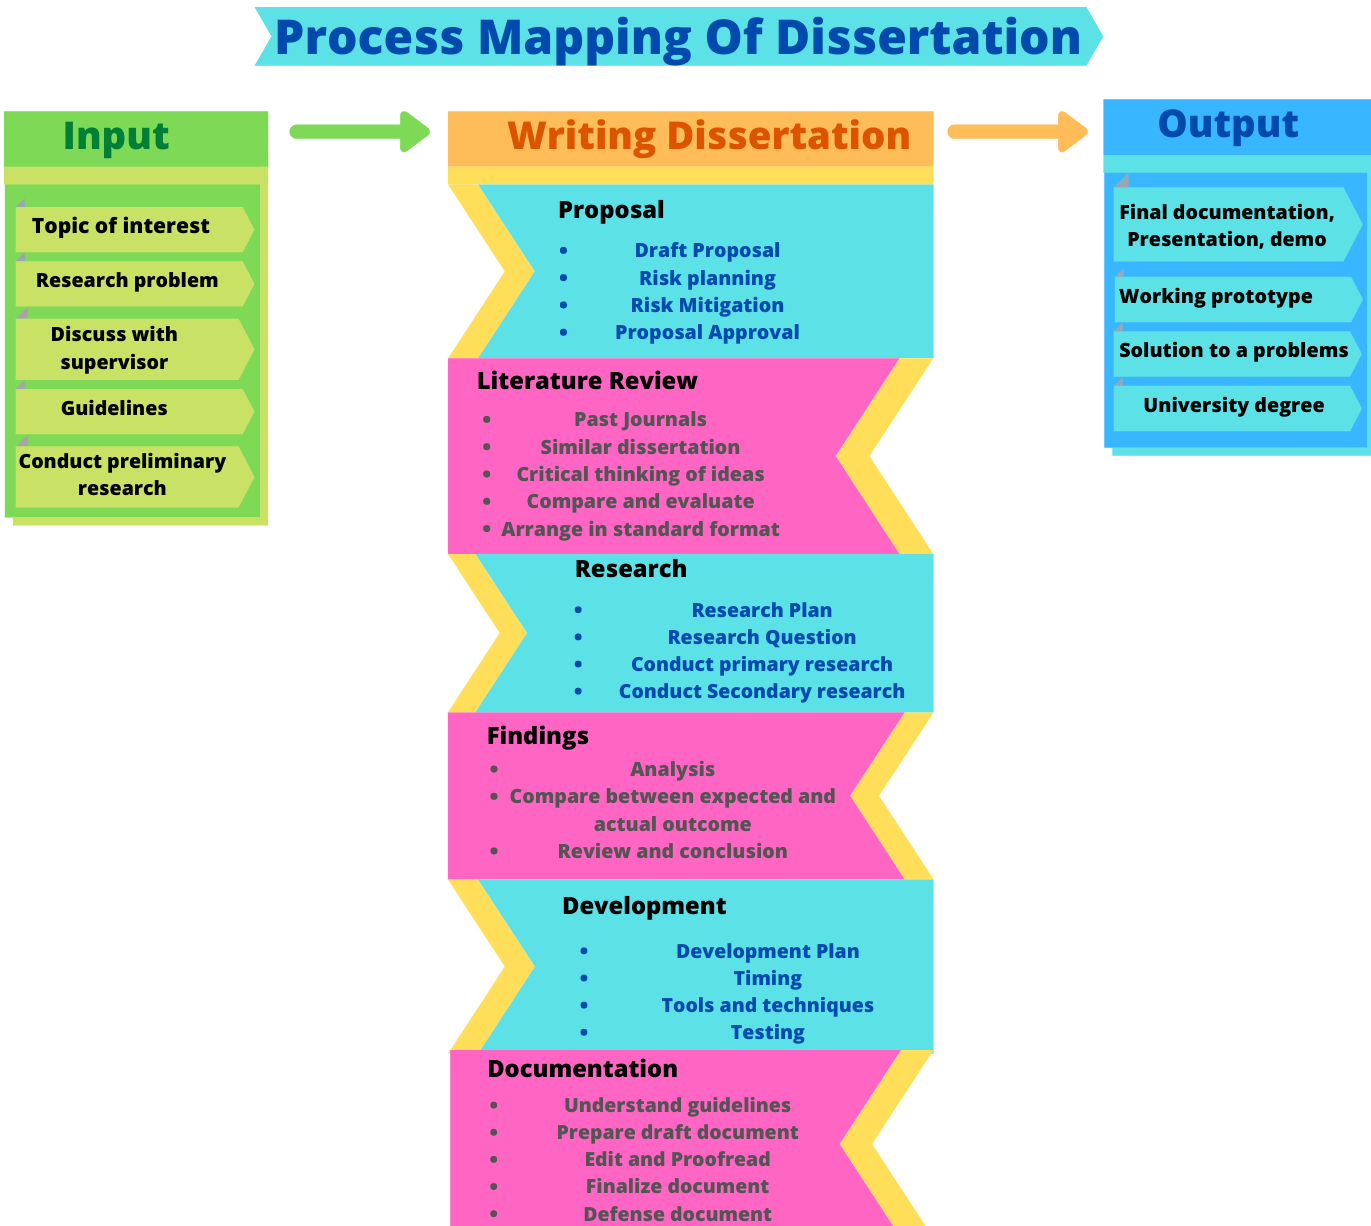 Process Mapping Of Dissertation
Input
Topic of interest
Research problem
Discuss with
supervisor
Guidelines
Conduct preliminary
research
Writing Dissertation
Proposal
• Draft Proposal
• Risk planning
• Risk Mitigation
• Proposal Approval
Literature Review
• Past Journals
• Similar dissertation
• Critical thinking of ideas
• Compare and evaluate
• Arrange in standard format
Research
• Research Plan
• Research Question
• Conduct primary research
• Conduct Secondary research
Findings
• Analysis
• Compare between expected and
actual outcome
• Review and conclusion
Development
• Development Plan
• Timing
• Tools and techniques
• Testing
Documentation
• Understand guidelines
• Prepare draft document
• Edit and Proofread
• Finalize document
• Defense document
Output
Final documentation,
Presentation, demo
Working prototype
Solution to a problems
University degree